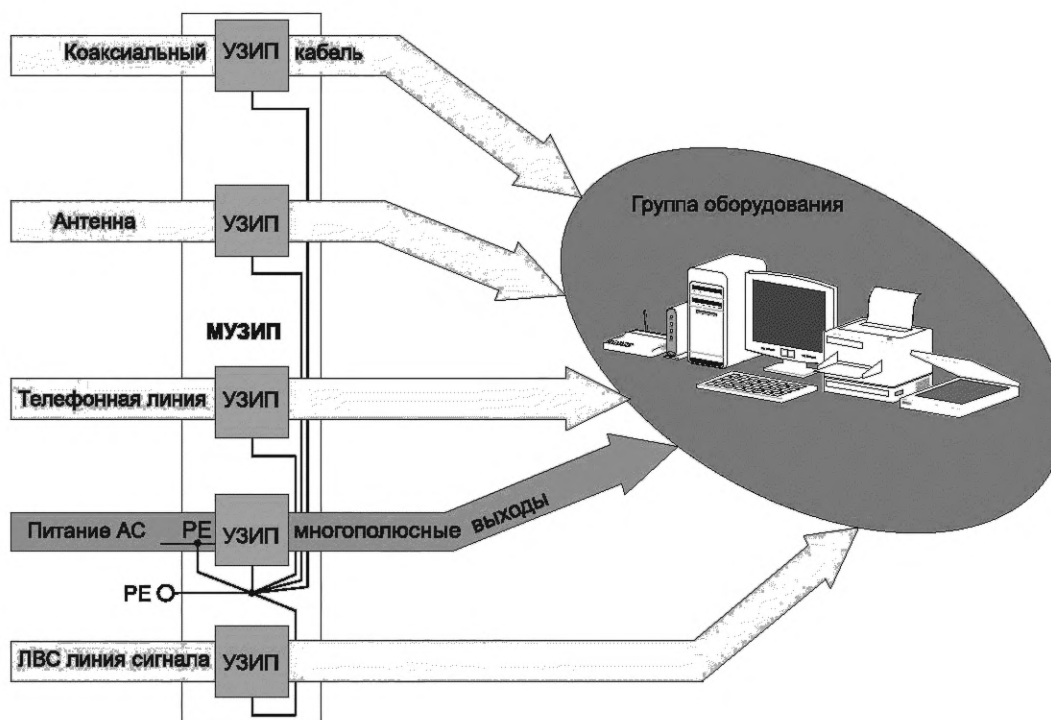 Коаксиальный УЗИП кабель
Антенна УЗИП
Группа оборудования
МУЗИП
Телефонная линия УЗИП
Питание АС PE УЗИП многополюсные выходы
PE
ЛВС линия сигнала УЗИП